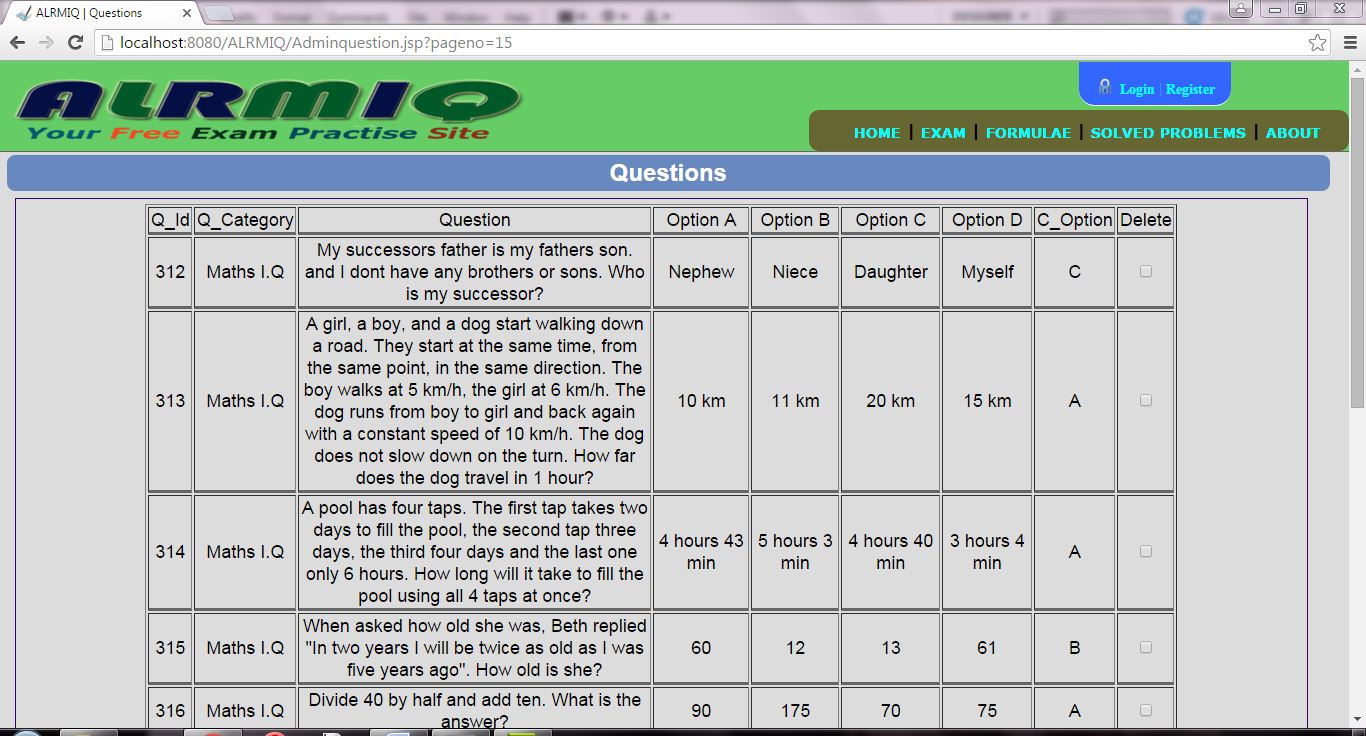 ALRMIQ | Questions
localhost:8080/ALRMIQ/Adminquestion.jsp?pageno=15
ALRMIQ
Your Free Exam Practise Site
Login | Register
HOME | EXAM | FORMULAE | SOLVED PROBLEMS | ABOUT
Questions
Q_Id Q_Category Question Option A Option B Option C Option D C_Option Delete
My successors father is my fathers son.
312 Maths I.Q and I dont have any brothers or sons. Who Nephew Niece Daughter Myself C
is my successor?
A girl, a boy, and a dog start walking down
a road. They start at the same time, from
the same point, in the same direction. The
boy walks at 5 km/h, the girl at 6 km/h. The
313 Maths I.Q dog runs from boy to girl and back again 10 km 11 km 20 km 15 km A
with a constant speed of 10 km/h. The dog
does not slow down on the turn. How far
does the dog travel in 1 hour?
A pool has four taps. The first tap takes two
days to fill the pool, the second tap three
314 Maths I.Q days, the third four days and the last one 4 hours 43 min 5 hours 3 min 4 hours 40 min 3 hours 4 min A
only 6 hours. How long will it take to fill the
pool using all 4 taps at once?
When asked how old she was, Beth replied
315 Maths I.Q "In two years I will be twice as old as I was 60 12 13 61 B
five years ago". How old is she?
Divide 40 by half and add ten. What is the
316 Maths I.Q answer? 90 175 70 75 A